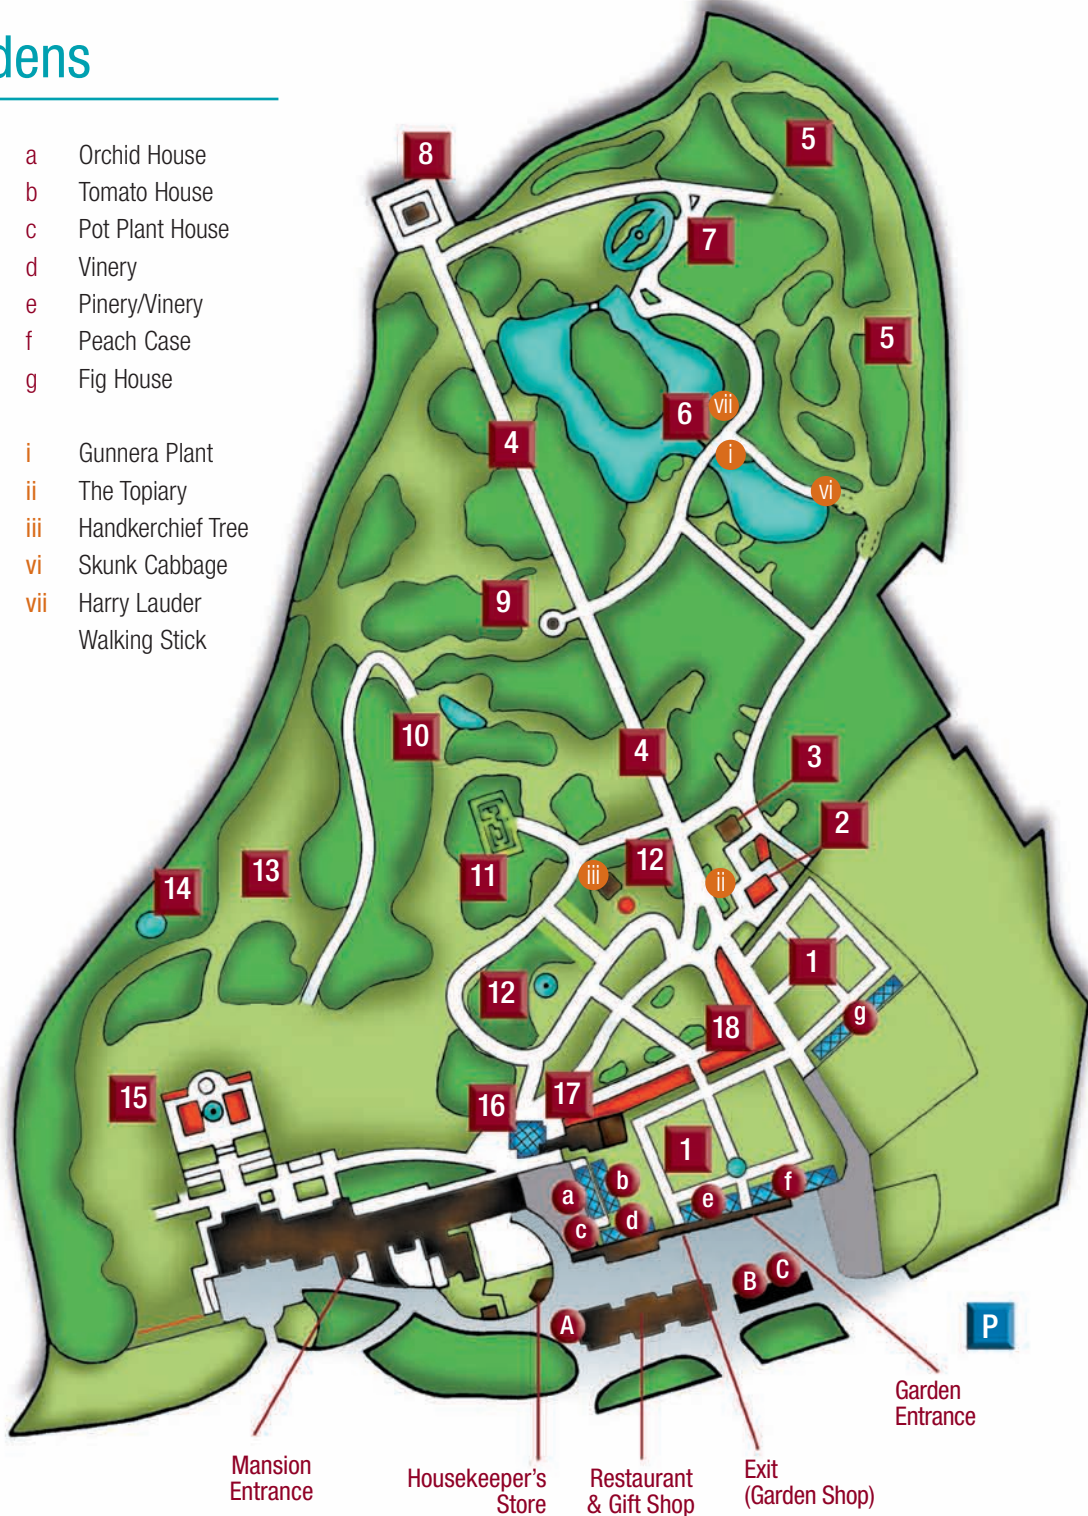 dens
a Orchid House
b Tomato House
c Pot Plant House
d Vinery
e Pinery/Vinery
f Peach Case
g Fig House
i Gunnera Plant
ii The Topiary
iii Handkerchief Tree
vi Skunk Cabbage
vii Harry Lauder
Walking Stick
8
5
7
5
6
vii
4
i
vi
9
10
4
3
2
11
iii
12
ii
13
14
1
12
18
g
15
16
17
1
a
b
c
d
e
f
A
B
C
P
Garden
Entrance
Mansion
Entrance
Housekeeper's
Store
Restaurant
& Gift Shop
Exit
(Garden Shop)